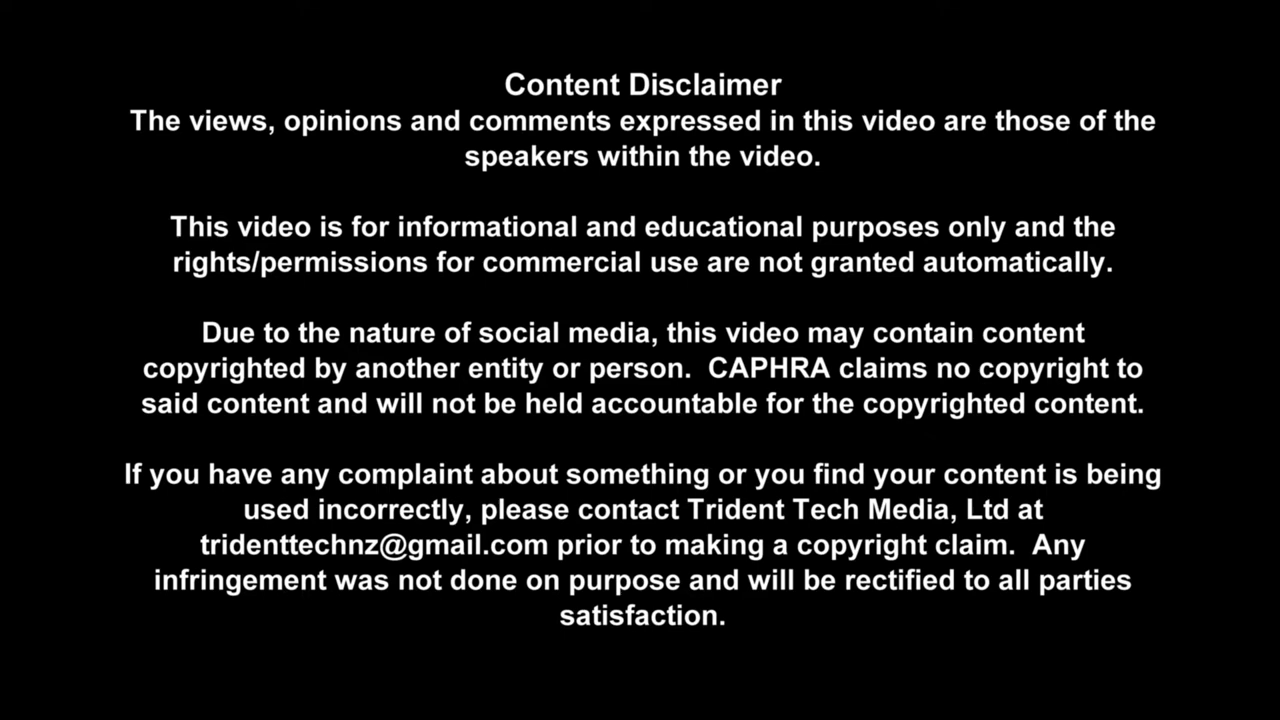 Content Disclaimer
The views, opinions and comments expressed in this video are those of the
speakers within the video.
This video is for informational and educational purposes only and the
rights/permissions for commercial use are not granted automatically.
Due to the nature of social media, this video may contain content
copyrighted by another entity or person.  CAPHRA claims no copyright to
said content and will not be held accountable for the copyrighted content.
If you have any complaint about something or you find your content is being
used incorrectly, please contact Trident Tech Media, Ltd at
tridenttechnz@gmail.com prior to making a copyright claim.  Any
infringement was not done on purpose and will be rectified to all parties
satisfaction.